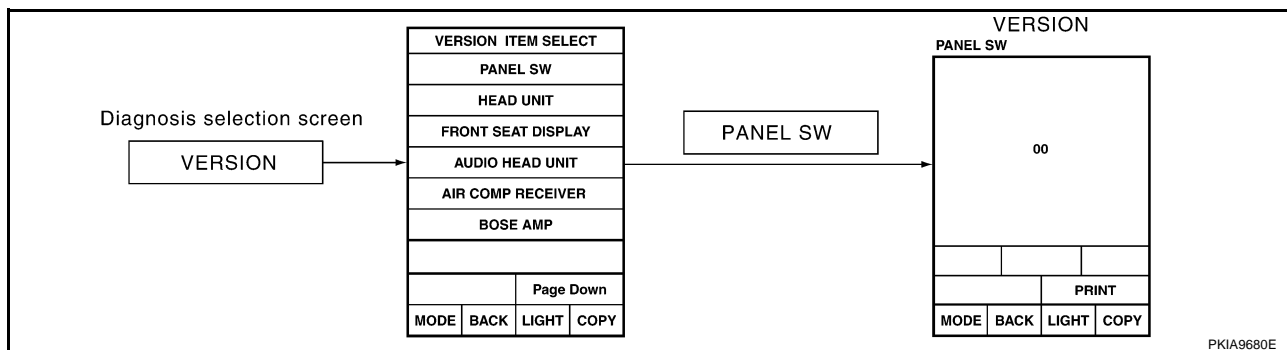 Diagnosis selection screen
VERSION
VERSION ITEM SELECT
PANEL SW
HEAD UNIT
FRONT SEAT DISPLAY
AUDIO HEAD UNIT
AIR COMP RECEIVER
BOSE AMP
Page Down
MODE BACK LIGHT COPY
PANEL SW
VERSION
PANEL SW
00
PRINT
MODE BACK LIGHT COPY
PKIA9680E